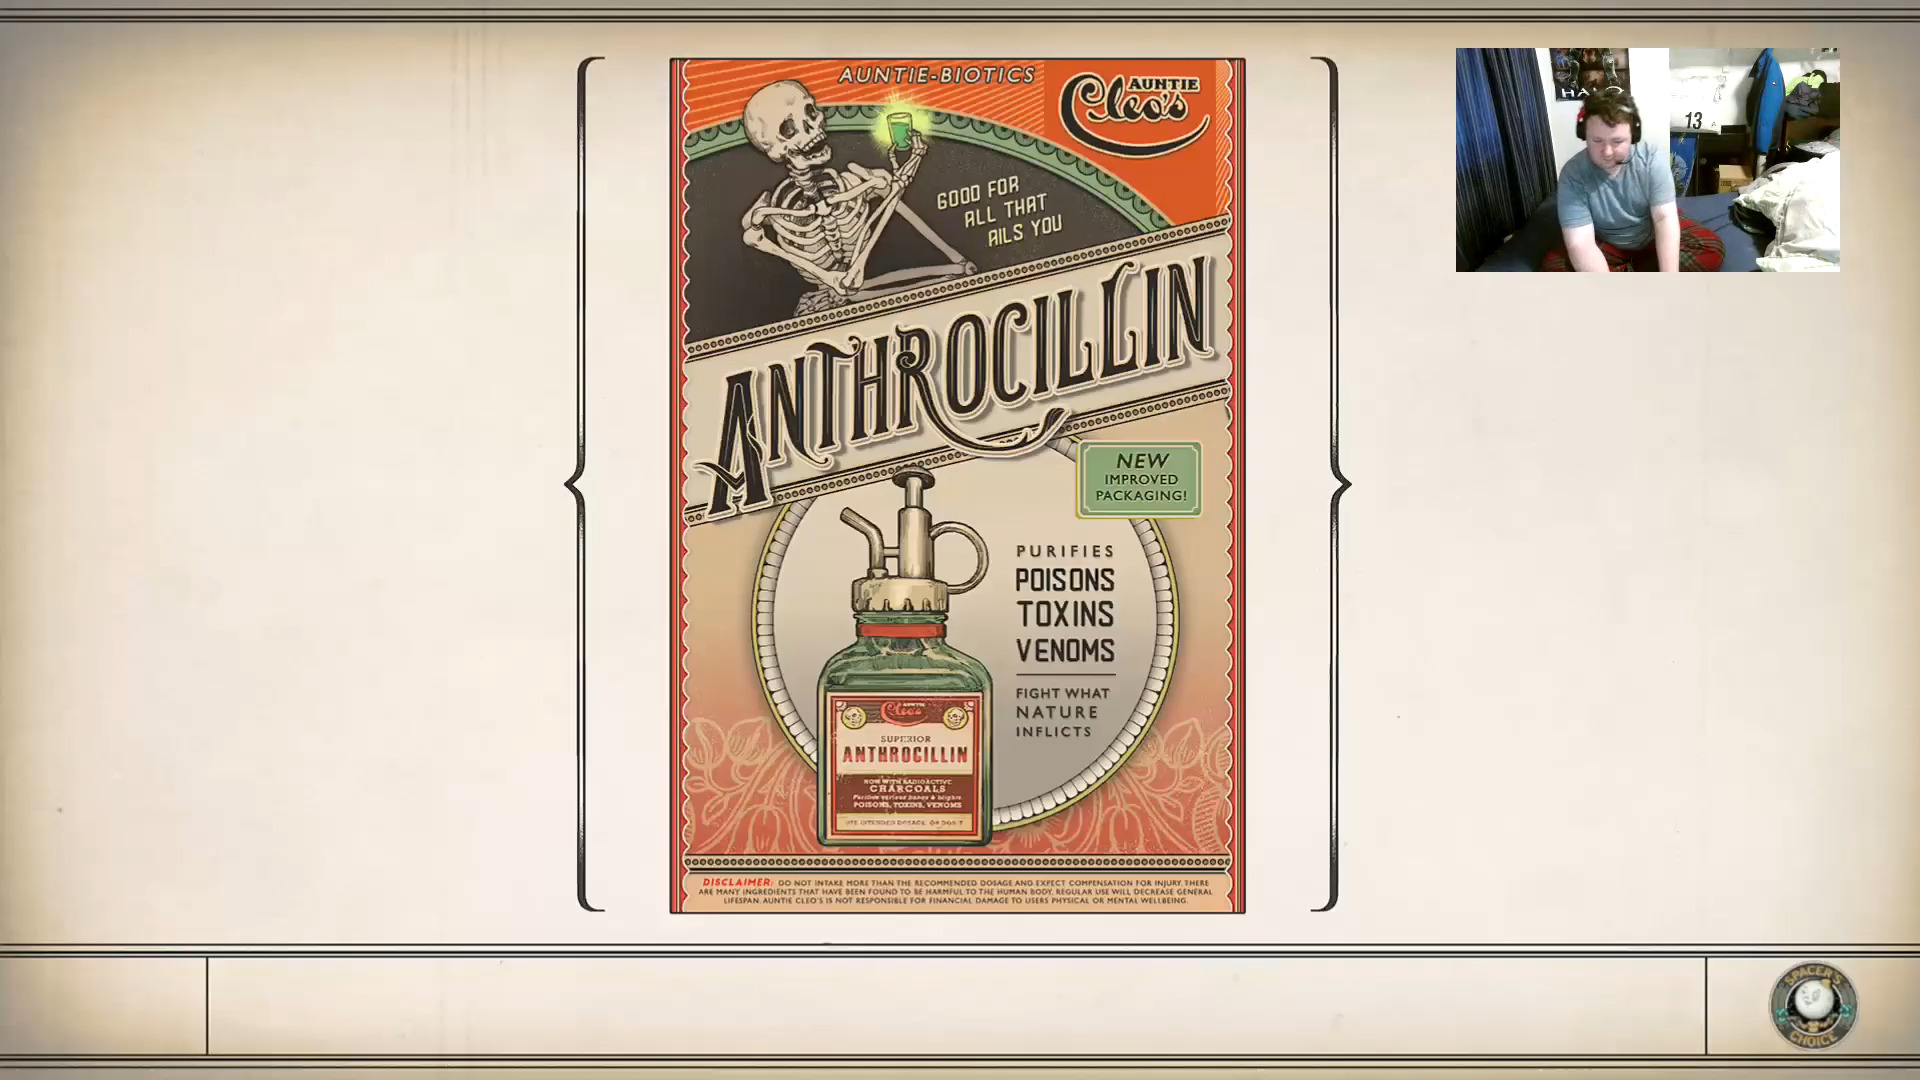 AUNTIE-BIOTICS
AUNTIE
Cleo's
GOOD FOR
ALL THAT
AILS YOU
ANTHROCILLIN
NEW
IMPROVED
PACKAGING!
PURIFIES
POISONS
TOXINS
VENOMS
FIGHT WHAT
NATURE
INFLICTS
AUNTIE
Cleo's
SUPERIOR
ANTHROCILLIN
NOW WITH RADIOACTIVE
CHARCOALS
POISONS, TOXINS, VENOMS
DISCLAIMER: DO NOT INTAKE MORE THAN THE RECOMMENDED DOSAGE AND EXPECT COMPENSATION FOR INJURY. THERE
ARE MANY INGREDIENTS THAT HAVE BEEN FOUND TO BE HARMFUL TO THE HUMAN BODY. REGULAR USE WILL DECREASE GENERAL
LIFESPAN. AUNTIE CLEO'S IS NOT RESPONSIBLE FOR FINANCIAL DAMAGE TO USERS PHYSICAL OR MENTAL WELLBEING.
HALO
13
SPACER'S
CHOICE